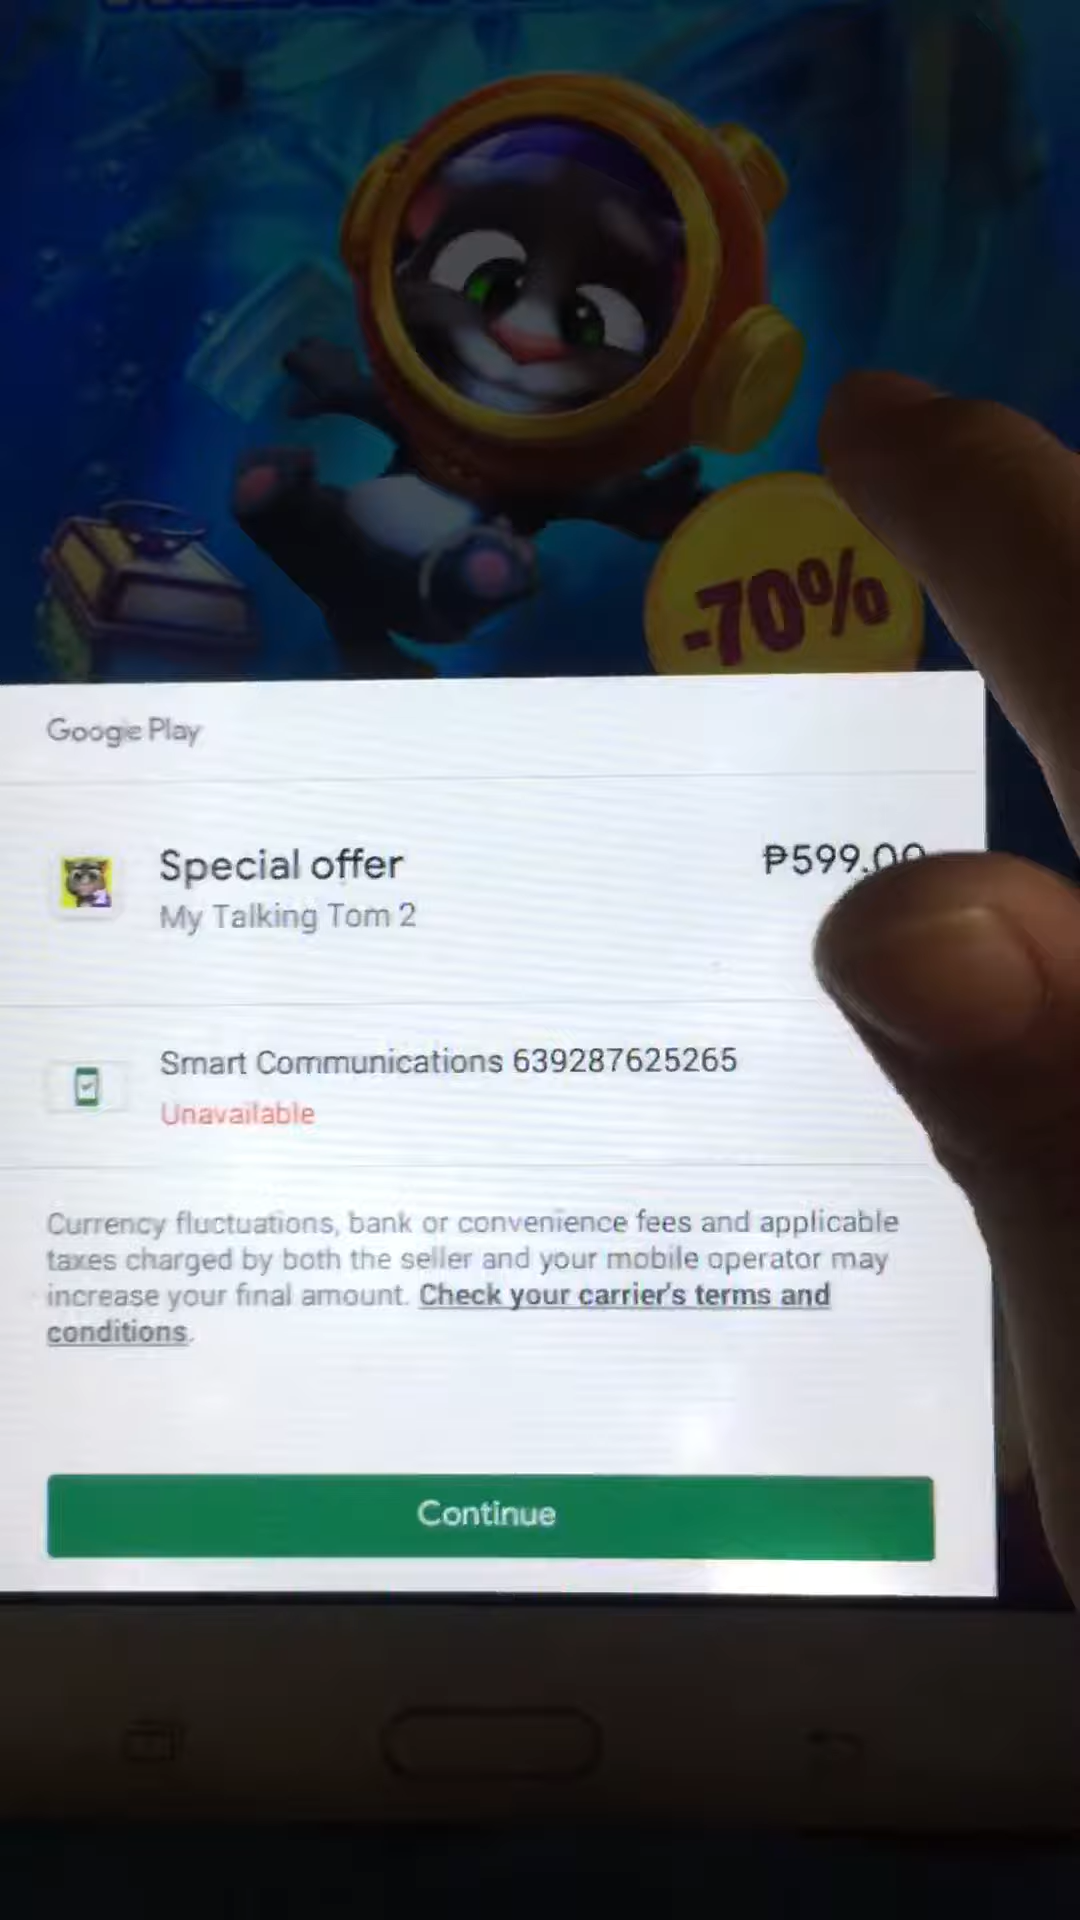 -70%
Google Play
Special offer
₱599.00
My Talking Tom 2
Smart Communications 639287625265
Unavailable
Currency fluctuations, bank or convenience fees and applicable
taxes charged by both the seller and your mobile operator may
increase your final amount. Check your carrier's terms and
conditions.
Continue